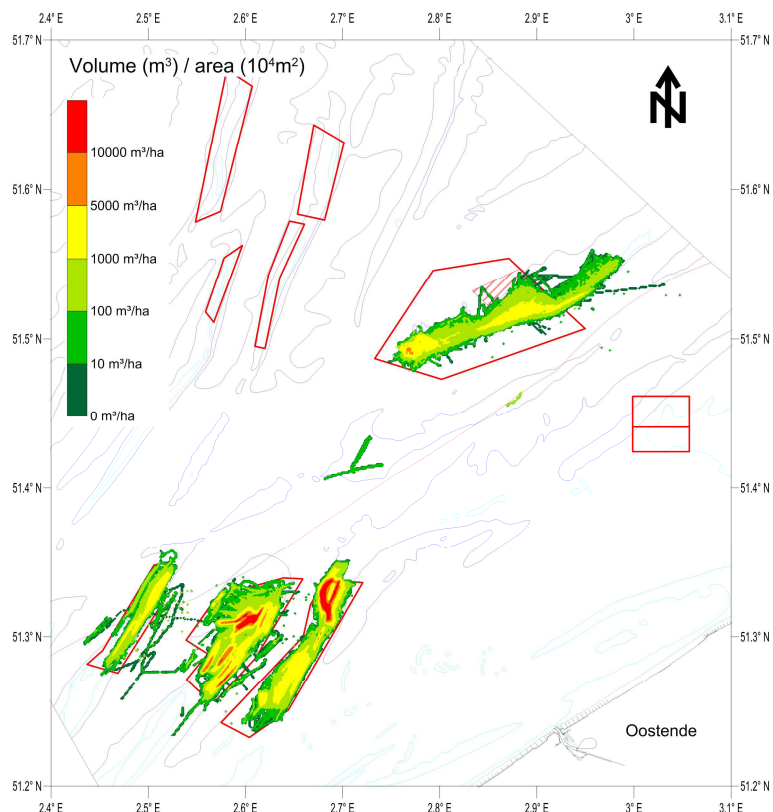 2.4° E 2.5° E 2.6° E 2.7° E 2.8° E 2.9° E 3° E 3.1° E
51.7° N 51.7° N
Volume (m³) / area (10⁴m²)
N
10000 m³/ha
51.6° N 51.6° N
5000 m³/ha
1000 m³/ha
100 m³/ha
51.5° N 51.5° N
10 m³/ha
0 m³/ha
51.4° N 51.4° N
51.3° N 51.3° N
Oostende
51.2° N 51.2° N
2.4° E 2.5° E 2.6° E 2.7° E 2.8° E 2.9° E 3° E 3.1° E